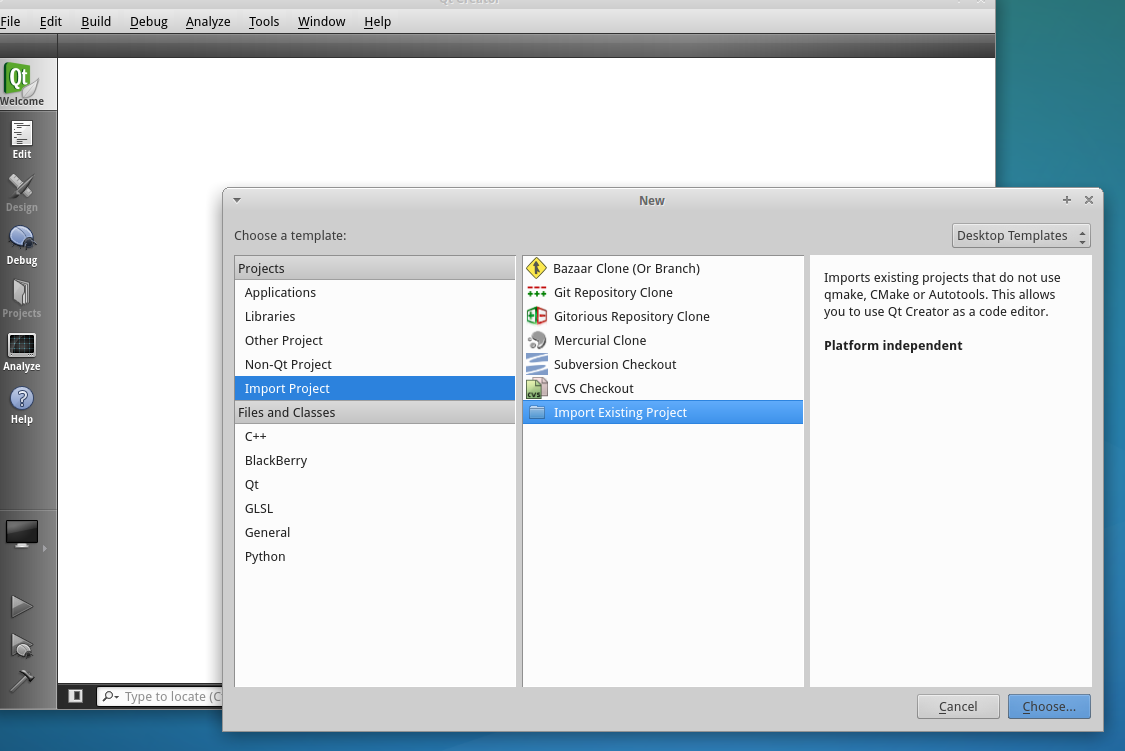 Qt Creator
File Edit Build Debug Analyze Tools Window Help
Qt
Welcome
Edit
Design
Debug
Projects
Analyze
?
Help
Type to locate (C
New
Choose a template:
Desktop Templates
Projects
Applications
Libraries
Other Project
Non-Qt Project
Import Project
Files and Classes
C++
BlackBerry
Qt
GLSL
General
Python
Bazaar Clone (Or Branch)
Git Repository Clone
Gitorious Repository Clone
Mercurial Clone
Subversion Checkout
CVS
CVS Checkout
Import Existing Project
Imports existing projects that do not use
qmake, CMake or Autotools. This allows
you to use Qt Creator as a code editor.
Platform independent
Cancel
Choose...